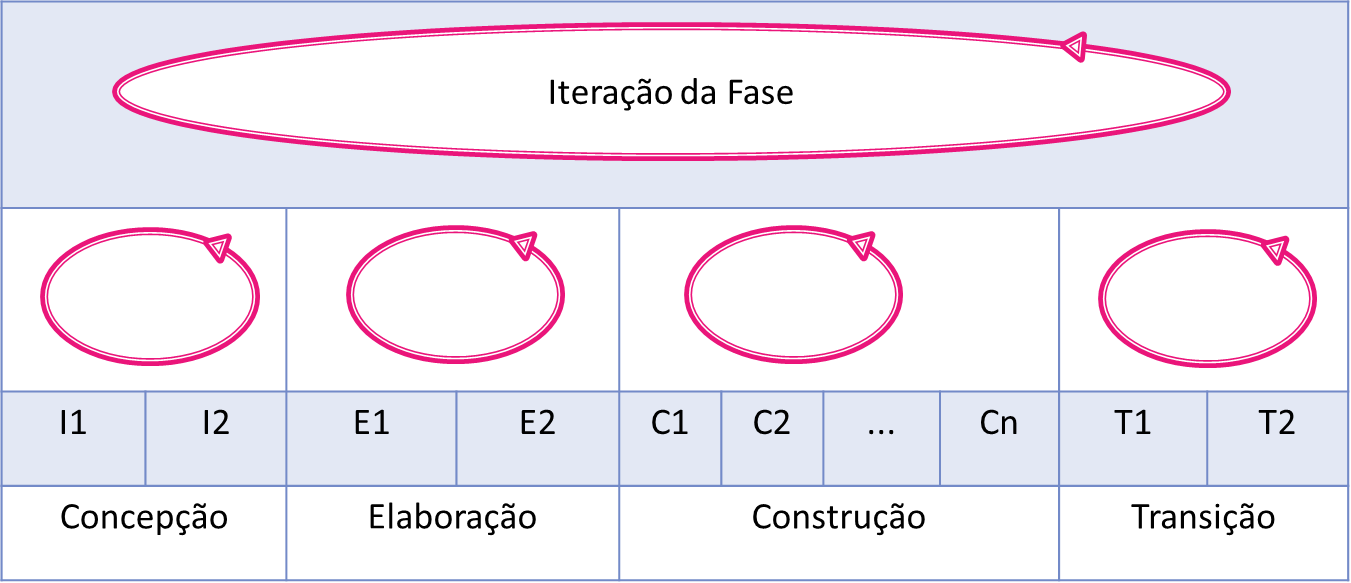 Iteração da Fase
I1 I2 E1 E2 C1 C2 ... Cn T1 T2
Concepção Elaboração Construção Transição